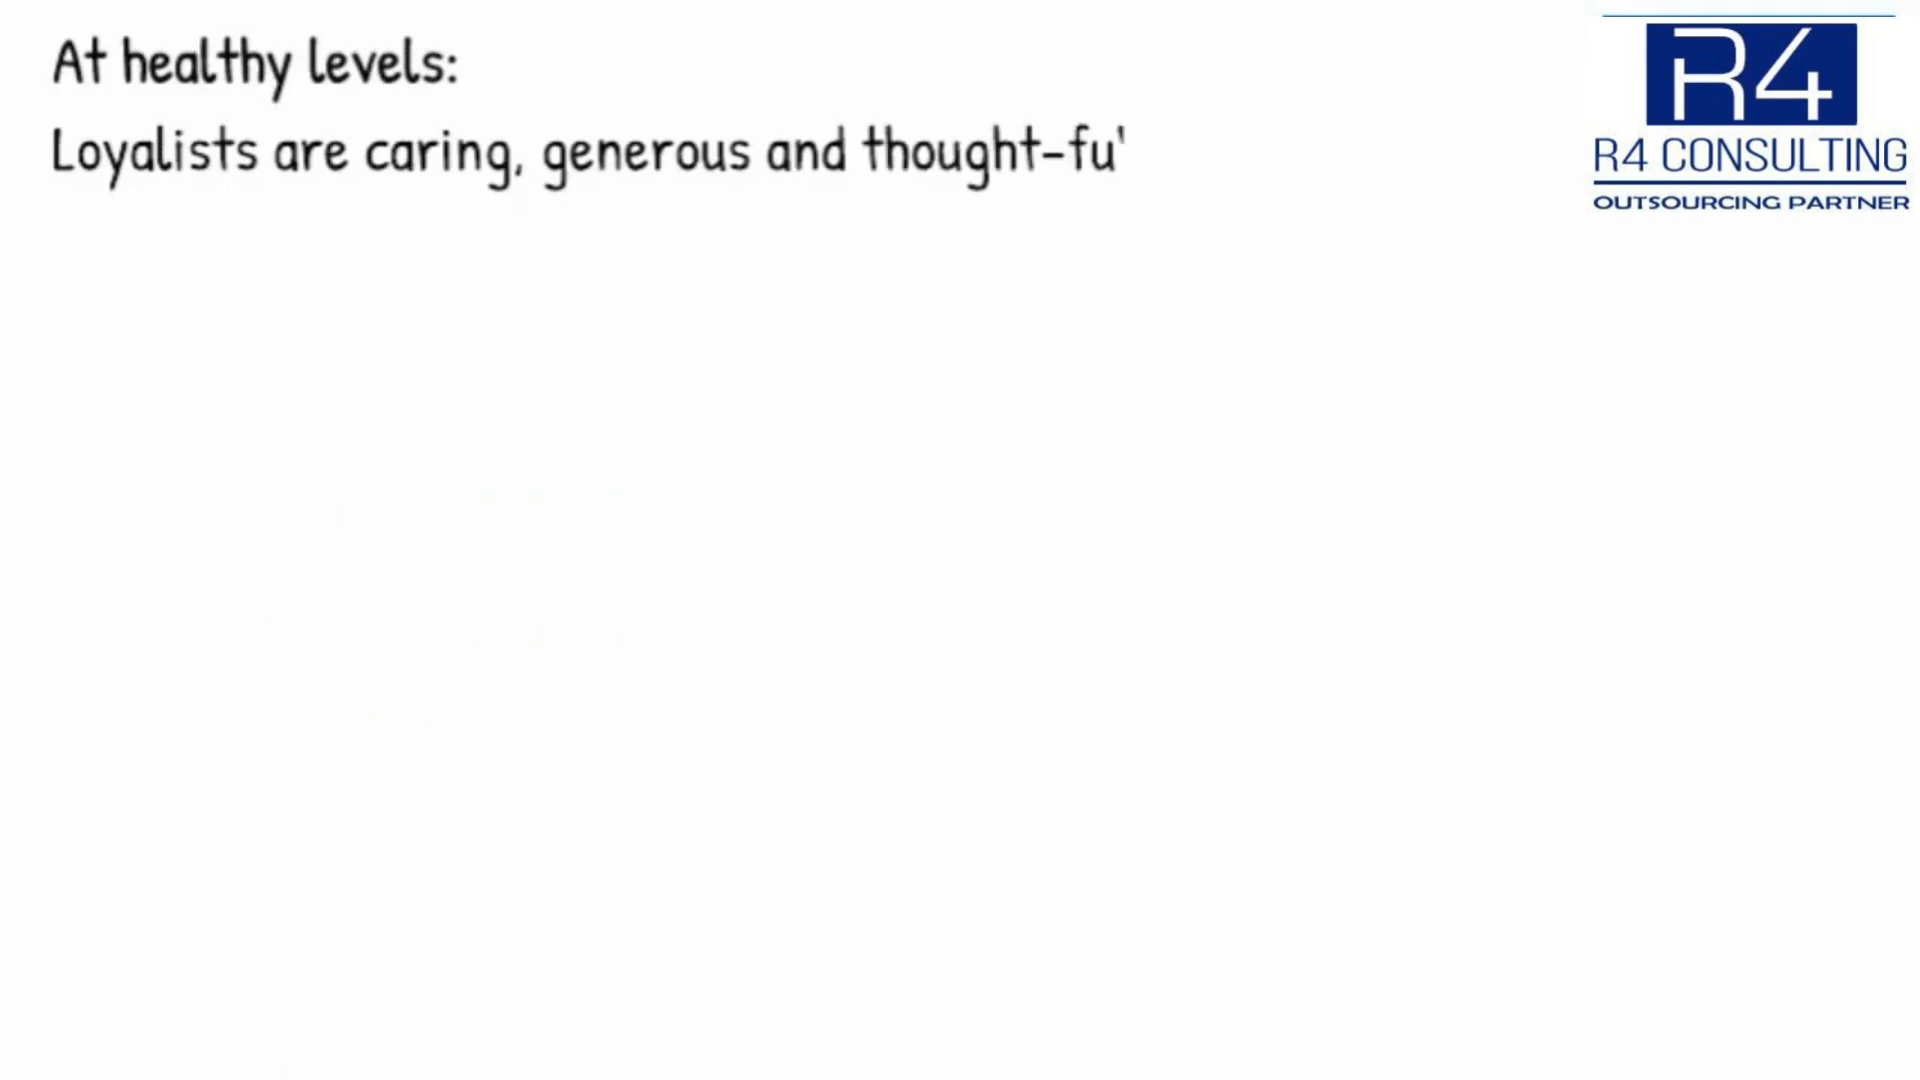 At healthy levels:
Loyalists are caring, generous and thought-fu'
R4
R4 CONSULTING
OUTSOURCING PARTNER